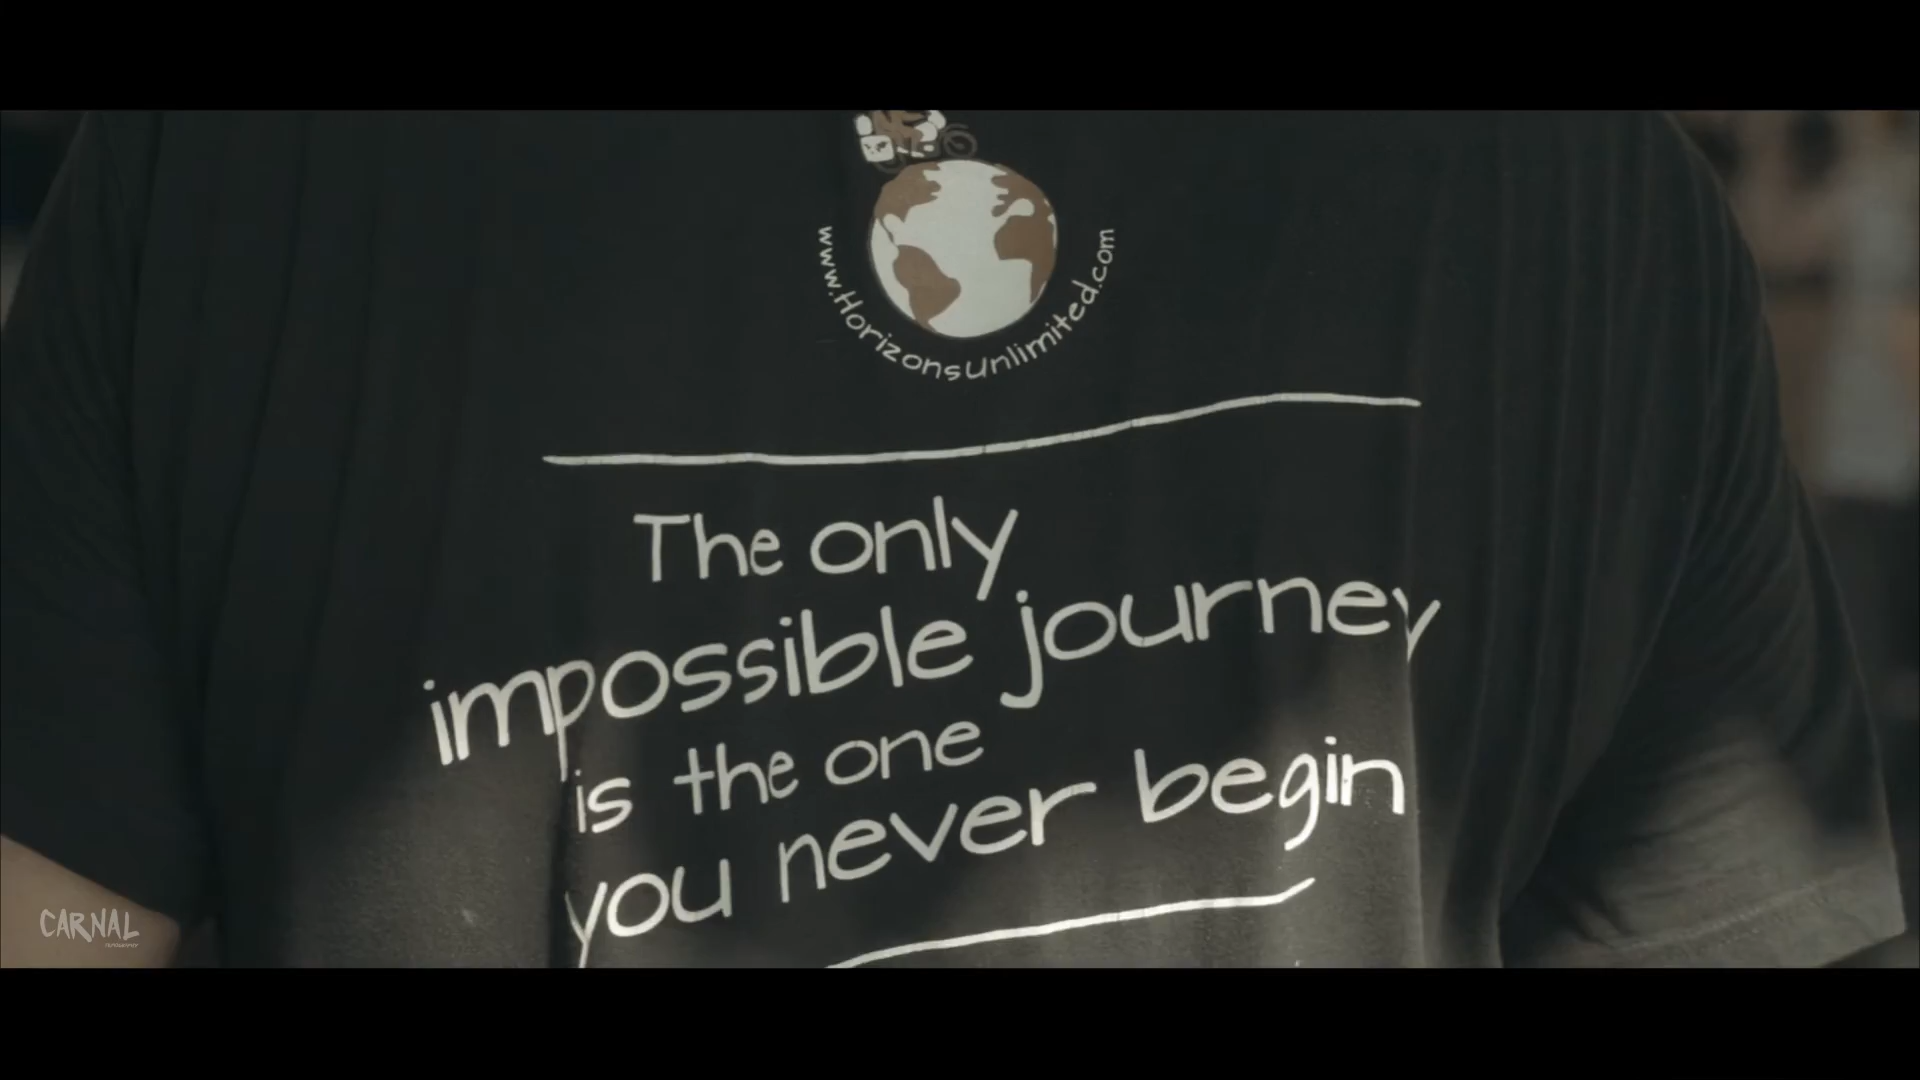 www.HorizonsUnlimited.com
The only
impossible journey
is the one
you never begin
CARNAL